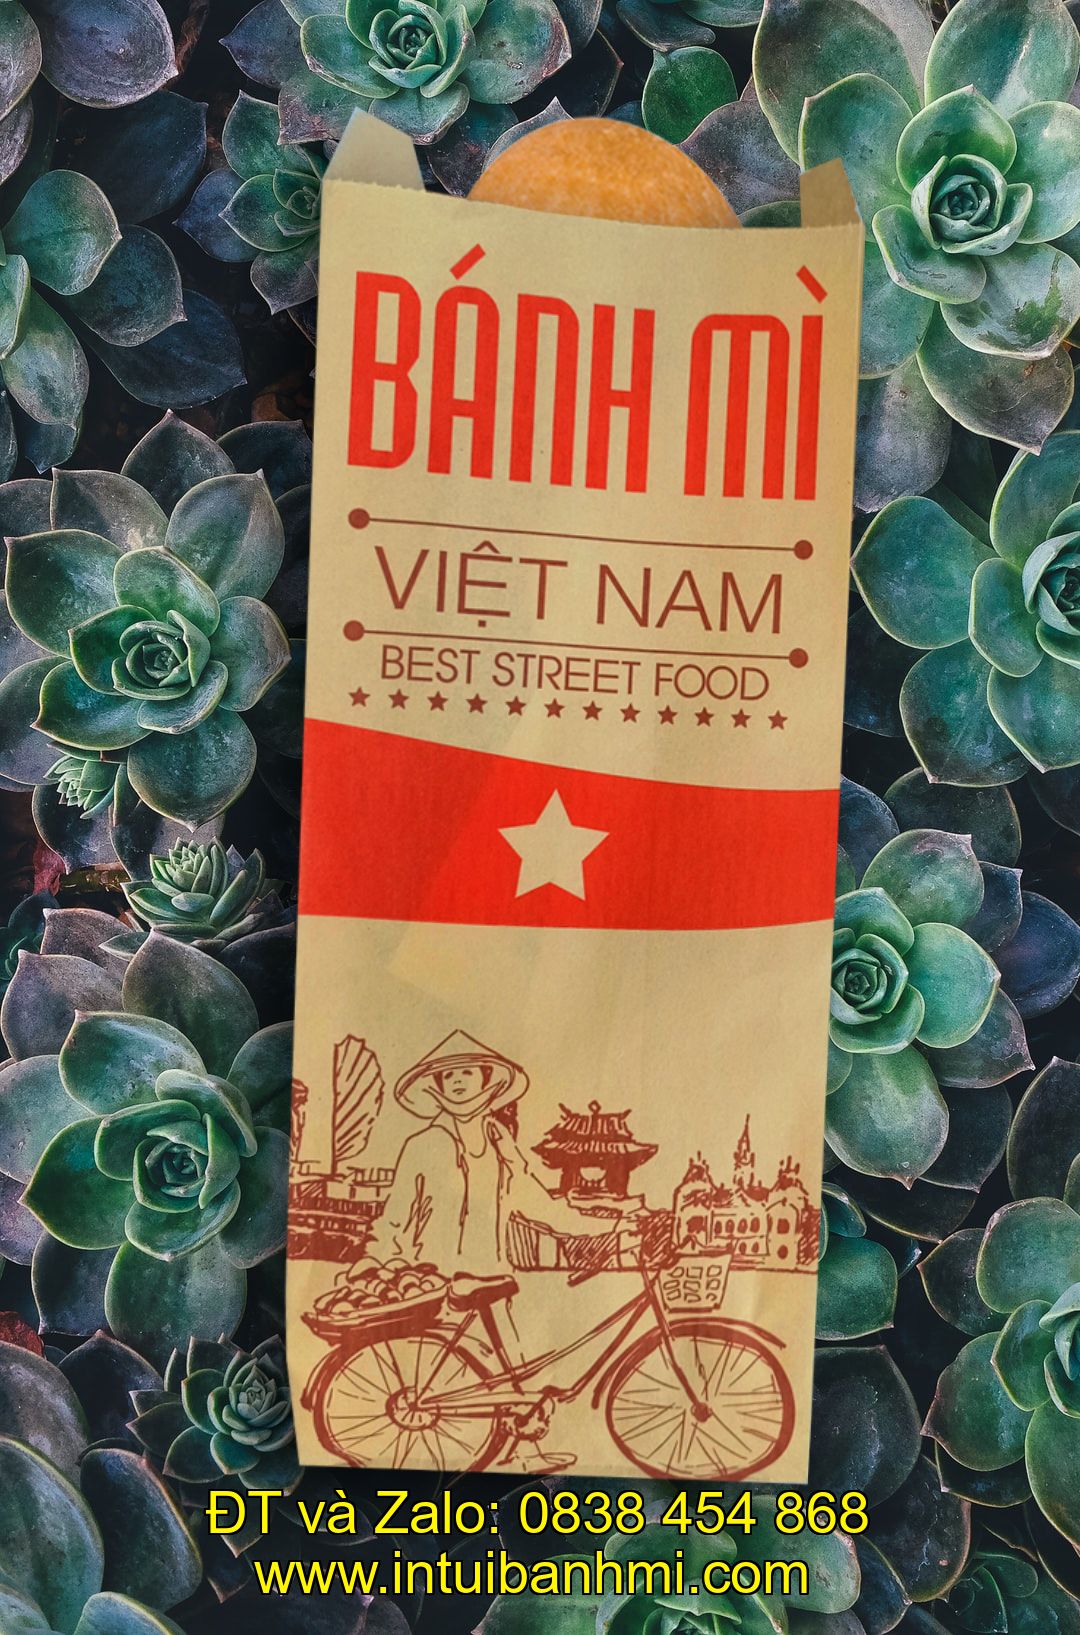 BÁNH MÌ
VIỆT NAM
BEST STREET FOOD
ĐT và Zalo: 0838 454 868
www.intuibanhmi.com